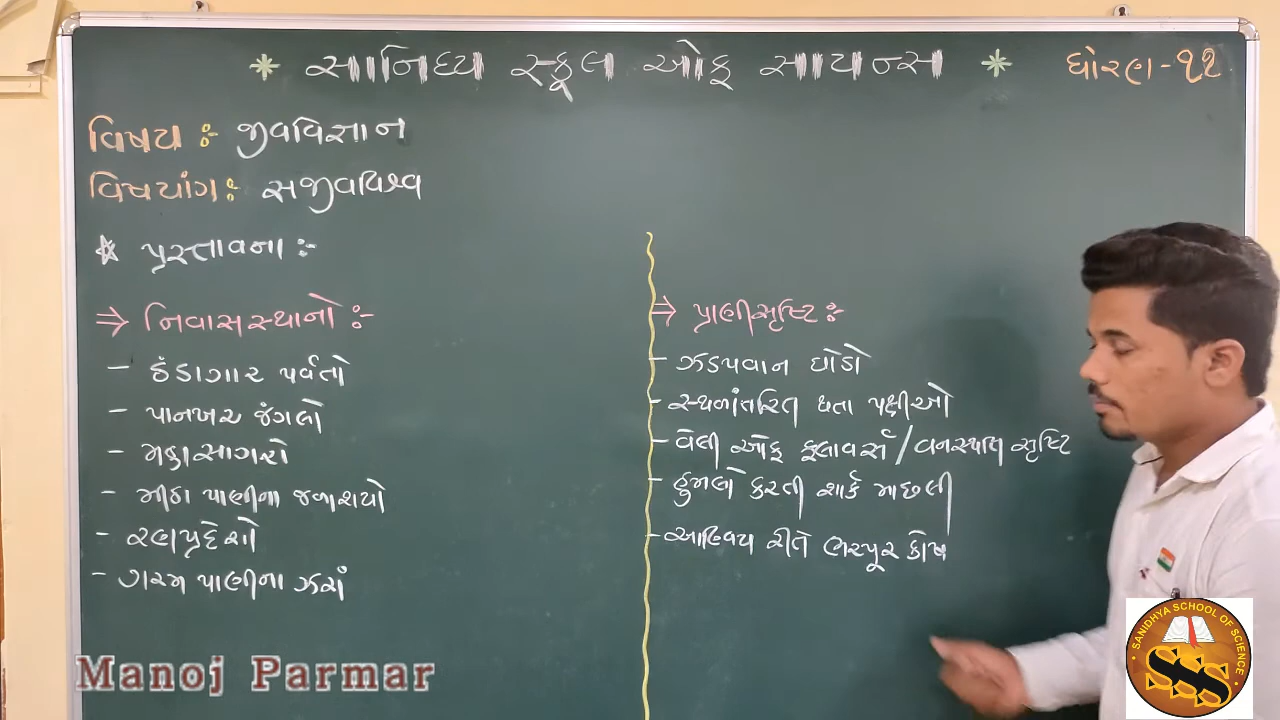 * સાનિધ્ય સ્કૂલ ઓફ સાયન્સ *
ધોરણ-૧૧
વિષય :- જીવવિજ્ઞાન
વિષયાંગ :- સજીવવિશ્વ
* પ્રસ્તાવના :-
⇒ નિવાસસ્થાનો :-
- ઠંડાગાર પર્વતો
- પાનખર જંગલો
- મહાસાગરો
- મીઠા પાણીના જળાશયો
- રણપ્રદેશો
- ગરમ પાણીના ઝરાં
⇒ પ્રાણીસૃષ્ટિ :-
- ઝડપવાન ઘોડો
- સ્થળાંતરિત થતા પક્ષીઓ
- વેલી ઓફ ફ્લાવર્સ / વનસ્પતિ સૃષ્ટિ
- હુમલો કરતી શાર્ક માછલી
- આણ્વિય રીતે ભરપૂર કોષ
Manoj Parmar
SANIDHYA SCHOOL OF SCIENCE
SSS